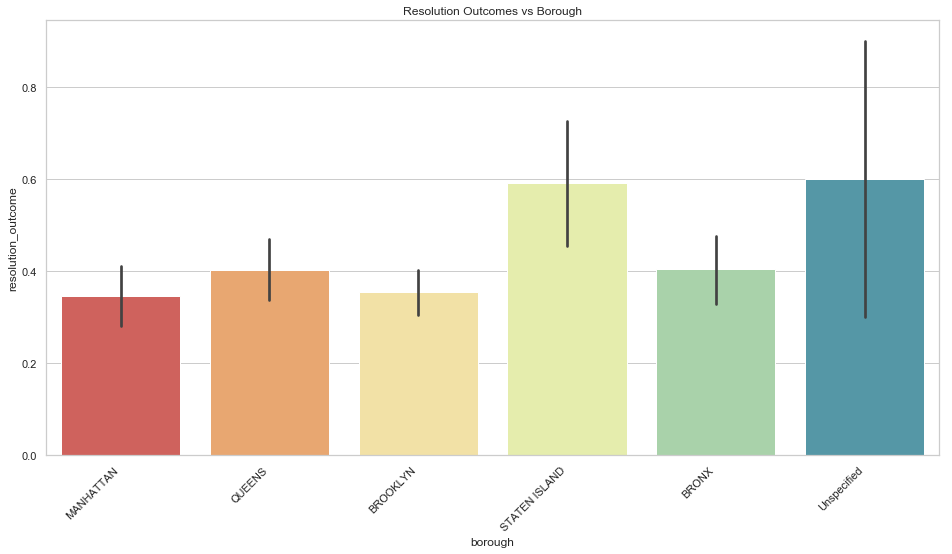 Resolution Outcomes vs Borough
resolution_outcome
0.8
0.6
0.4
0.2
0.0
MANHATTAN
QUEENS
BROOKLYN
STATEN ISLAND
BRONX
Unspecified
borough